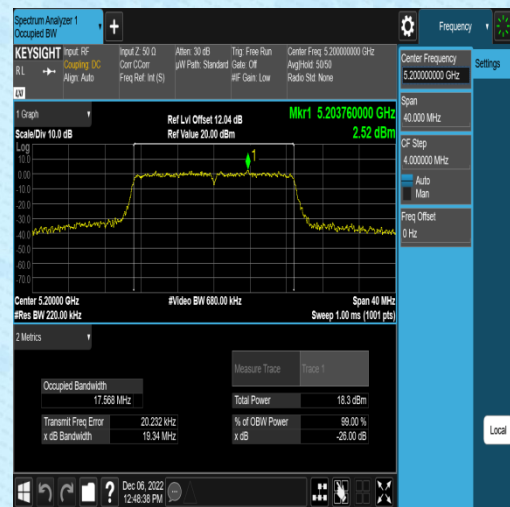 Spectrum Analyzer 1
Occupied BW
+
Frequency
KEYSIGHT
Input: RF
Coupling: DC
Align: Auto
RL
LXI
Input Z: 50 Ω
Corr CCorr
Freq Ref: Int (S)
Atten: 30 dB
µW Path: Standard
Trig: Free Run
Gate: Off
#IF Gain: Low
Center Freq: 5.200000000 GHz
Avg|Hold: 50/50
Radio Std: None
Center Frequency
5.200000000 GHz
Settings
Span
40.000 MHz
CF Step
4.000000 MHz
Auto
Man
Freq Offset
0 Hz
1 Graph
Scale/Div 10.0 dB
Ref Lvl Offset 12.04 dB
Ref Value 20.00 dBm
Mkr1 5.203760000 GHz
2.52 dBm
Log
10.0
0.00
-10.0
-20.0
-30.0
-40.0
-50.0
-60.0
-70.0
1
Center 5.20000 GHz
#Res BW 220.00 kHz
#Video BW 680.00 kHz
Span 40 MHz
Sweep 1.00 ms (1001 pts)
2 Metrics
Measure Trace
Trace 1
Occupied Bandwidth
17.568 MHz
Total Power
18.3 dBm
Transmit Freq Error
20.232 kHz
% of OBW Power
99.00 %
x dB Bandwidth
19.34 MHz
x dB
-26.00 dB
Local
?
Dec 06, 2022
12:48:38 PM